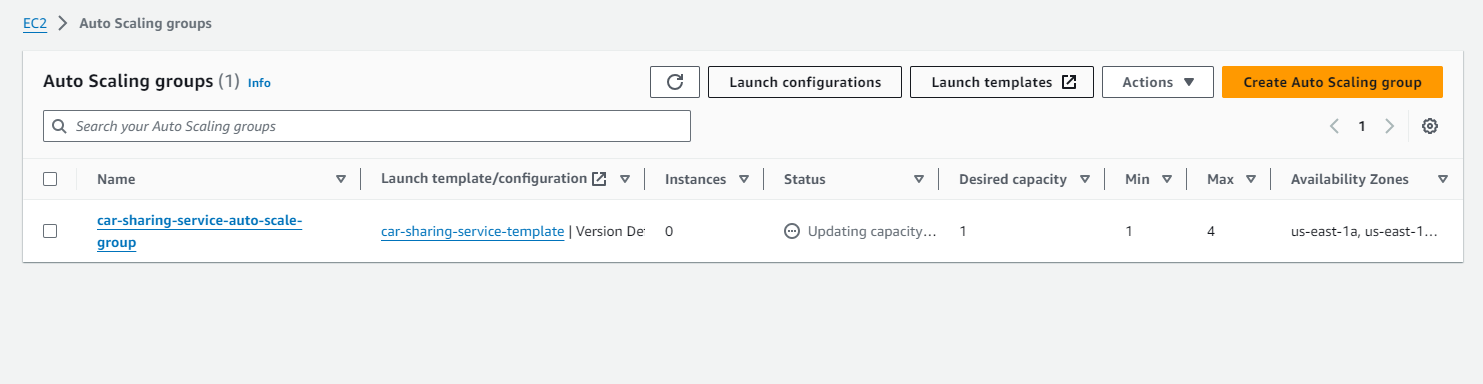 EC2 > Auto Scaling groups
Auto Scaling groups (1) Info
Launch configurations
Launch templates
Actions
Create Auto Scaling group
Search your Auto Scaling groups
1
Name Launch template/configuration Instances Status Desired capacity Min Max Availability Zones
car-sharing-service-auto-scale-
group
car-sharing-service-template | Version De 0 Updating capacity... 1 1 4 us-east-1a, us-east-1...